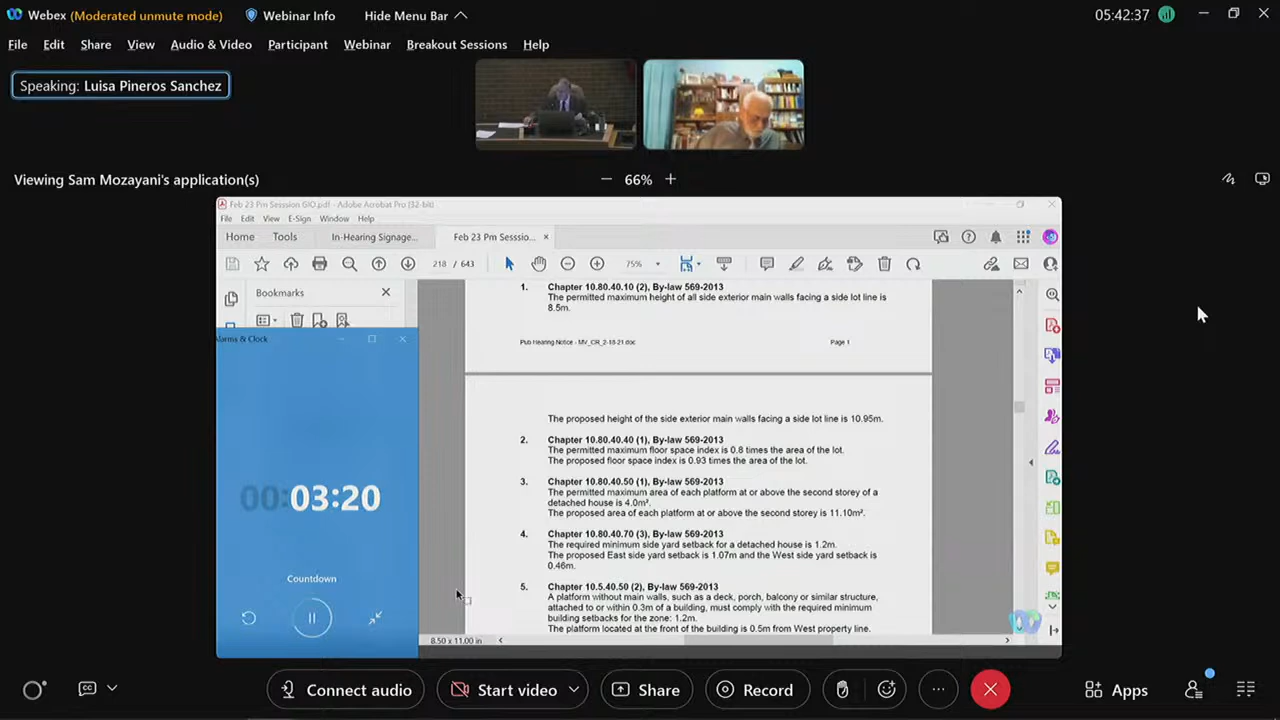 Webex (Moderated unmute mode) Webinar Info Hide Menu Bar 05:42:37
File Edit Share View Audio & Video Participant Webinar Breakout Sessions Help
Speaking: Luisa Pineros Sanchez
Viewing Sam Mozayani's application(s) 66%
Feb 23 Pm Sesssion GIO.pdf - Adobe Acrobat Pro (32-bit)
File Edit View E-Sign Window Help
Home Tools In-Hearing Signage... Feb 23 Pm Sesssio... ×
218 / 643 75%
Bookmarks
1. Chapter 10.80.40.10 (2), By-law 569-2013
The permitted maximum height of all side exterior main walls facing a side lot line is
8.5m.
Pub Hearing Notice - MV_CR_2-18-21.doc Page 1
Alarms & Clock
The proposed height of the side exterior main walls facing a side lot line is 10.95m.
2. Chapter 10.80.40.40 (1), By-law 569-2013
The permitted maximum floor space index is 0.8 times the area of the lot.
The proposed floor space index is 0.93 times the area of the lot.
3. Chapter 10.80.40.50 (1), By-law 569-2013
The permitted maximum area of each platform at or above the second storey of a
detached house is 4.0m².
The proposed area of each platform at or above the second storey is 11.10m².
4. Chapter 10.80.40.70 (3), By-law 569-2013
The required minimum side yard setback for a detached house is 1.2m.
The proposed East side yard setback is 1.07m and the West side yard setback is
0.46m.
5. Chapter 10.5.40.50 (2), By-law 569-2013
A platform without main walls, such as a deck, porch, balcony or similar structure,
attached to or within 0.3m of a building, must comply with the required minimum
building setbacks for the zone: 1.2m.
The platform located at the front of the building is 0.5m from West property line.
00:03:20
Countdown
8.50 x 11.00 in
Connect audio Start video Share Record Apps